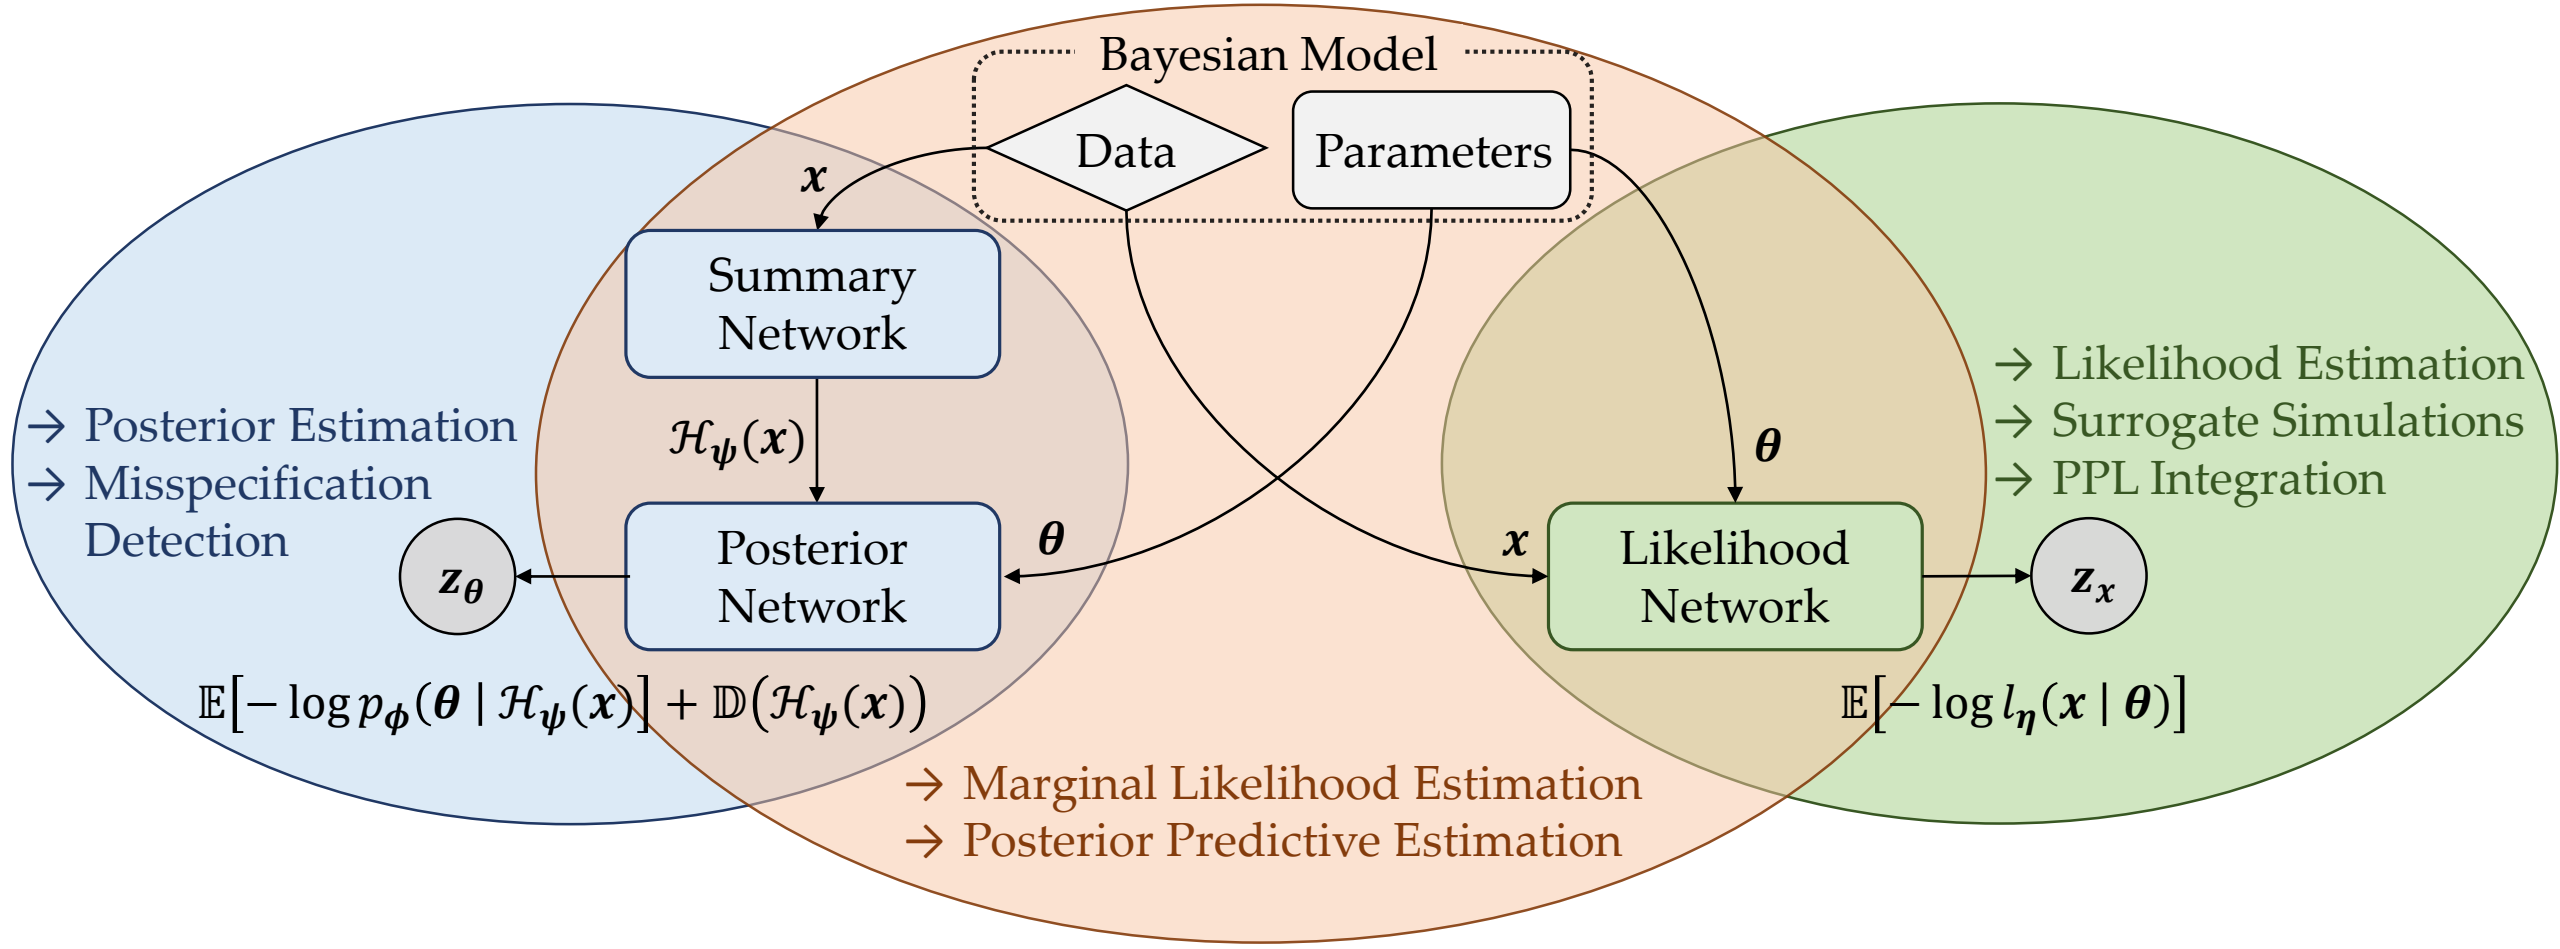 Bayesian Model
Data
Parameters
x
Summary
Network
ℋ_ψ(x)
→ Posterior Estimation
→ Misspecification
Detection
z_θ
Posterior
Network
θ
𝔼[− log p_ϕ(θ | ℋ_ψ(x)] + 𝔻(ℋ_ψ(x))
θ
x
Likelihood
Network
z_x
→ Likelihood Estimation
→ Surrogate Simulations
→ PPL Integration
𝔼[− log l_η(x | θ)]
→ Marginal Likelihood Estimation
→ Posterior Predictive Estimation